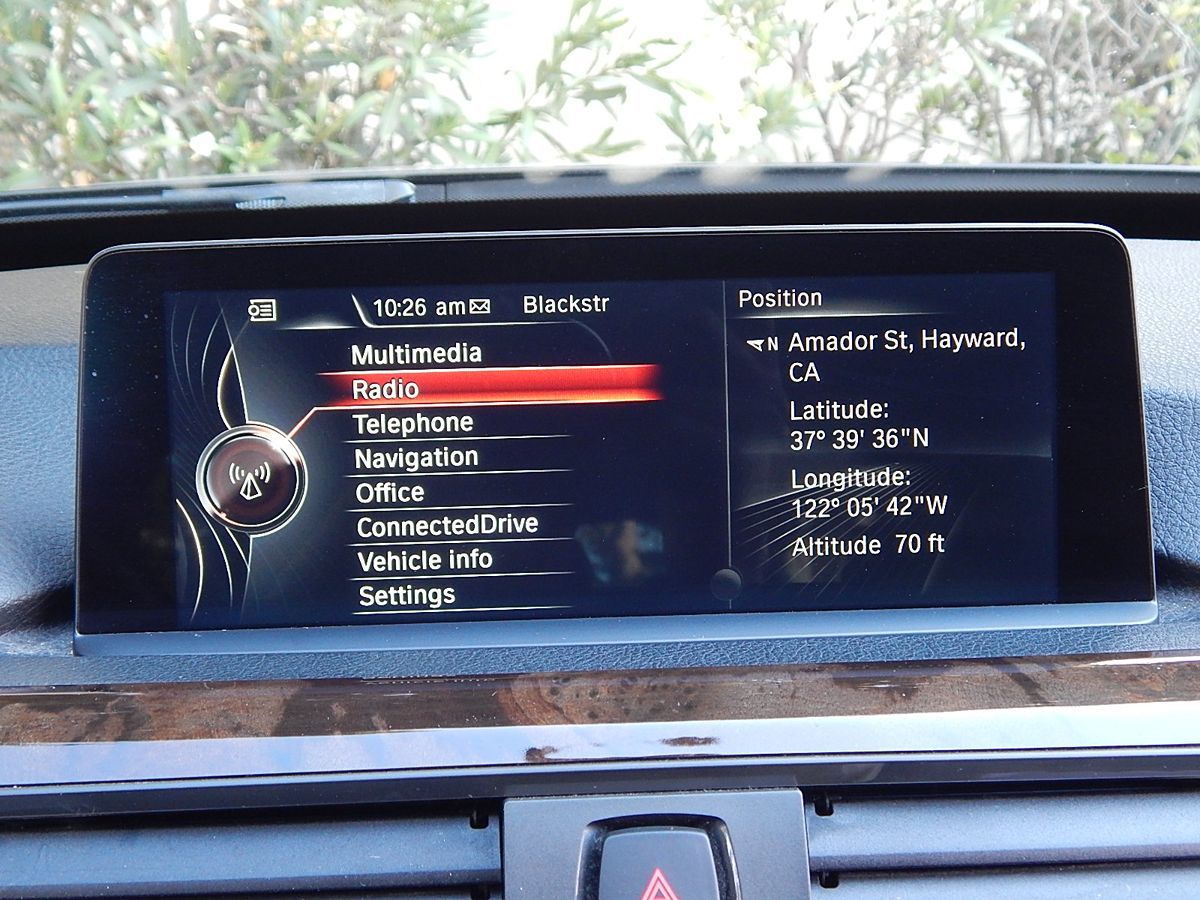 10:26 am Blackstr
Multimedia
Radio
Telephone
Navigation
Office
ConnectedDrive
Vehicle info
Settings
Position
N Amador St, Hayward,
CA
Latitude:
37° 39' 36"N
Longitude:
122° 05' 42"W
Altitude 70 ft